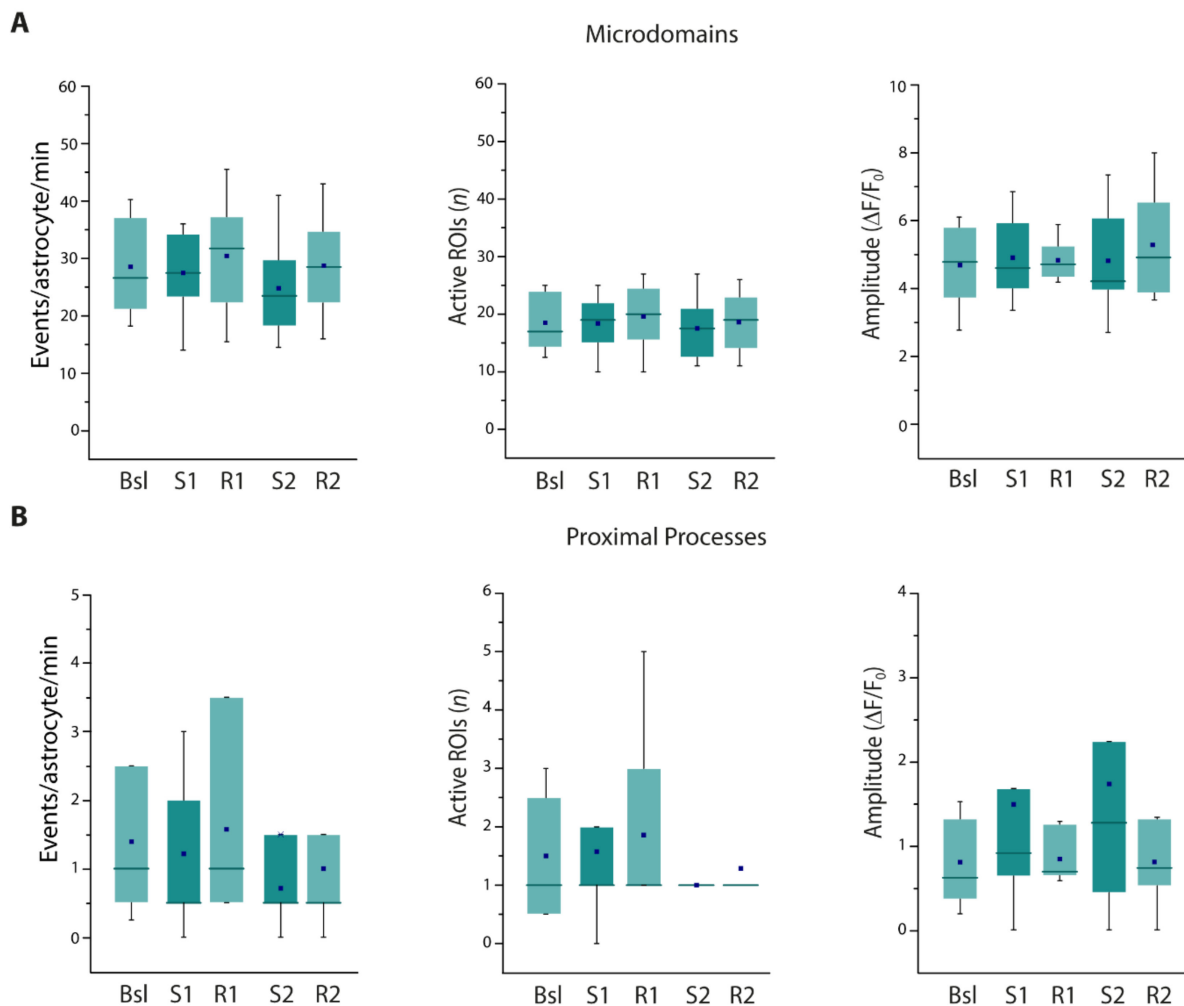 A
Microdomains
Events/astrocyte/min
60
50
40
30
20
10
0
Bsl S1 R1 S2 R2
Active ROIs (n)
60
50
40
30
20
10
0
Bsl S1 R1 S2 R2
Amplitude (ΔF/F₀)
10
8
6
4
2
0
Bsl S1 R1 S2 R2
B
Proximal Processes
Events/astrocyte/min
5
4
3
2
1
0
Bsl S1 R1 S2 R2
Active ROIs (n)
6
5
4
3
2
1
0
Bsl S1 R1 S2 R2
Amplitude (ΔF/F₀)
4
3
2
1
0
Bsl S1 R1 S2 R2